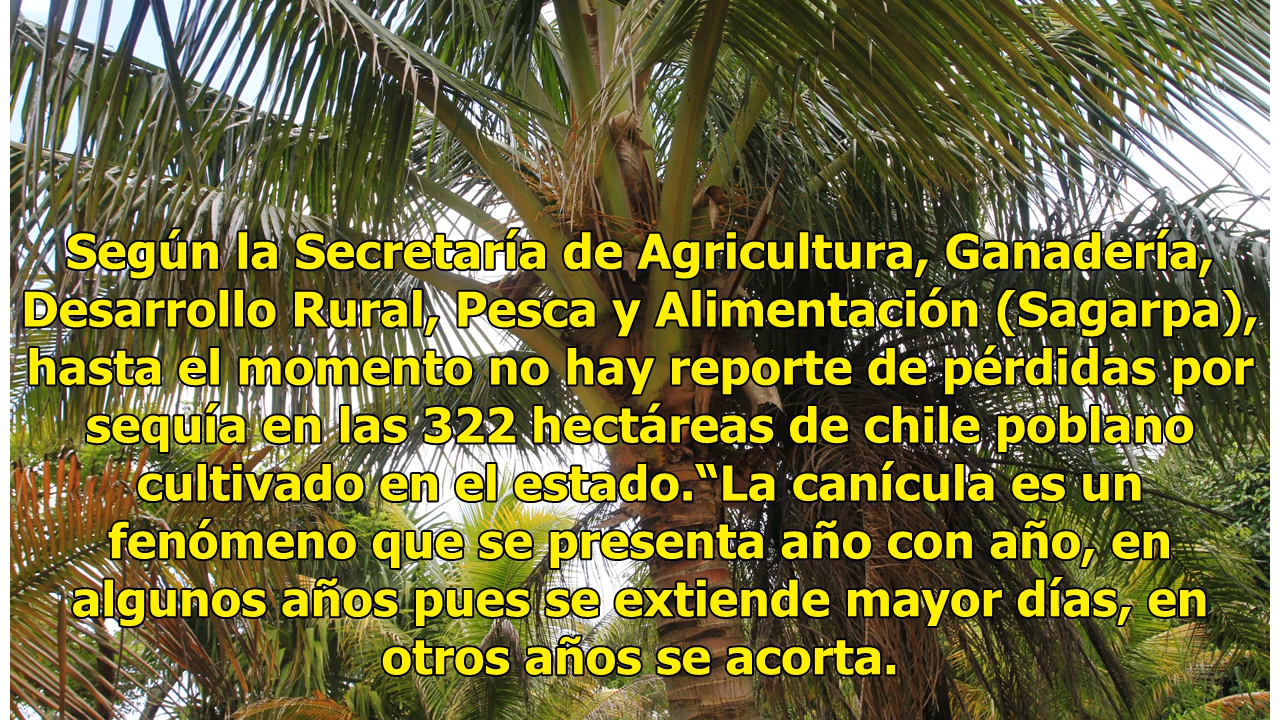 Según la Secretaría de Agricultura, Ganadería,
Desarrollo Rural, Pesca y Alimentación (Sagarpa),
hasta el momento no hay reporte de pérdidas por
sequía en las 322 hectáreas de chile poblano
cultivado en el estado.“La canícula es un
fenómeno que se presenta año con año, en
algunos años pues se extiende mayor días, en
otros años se acorta.